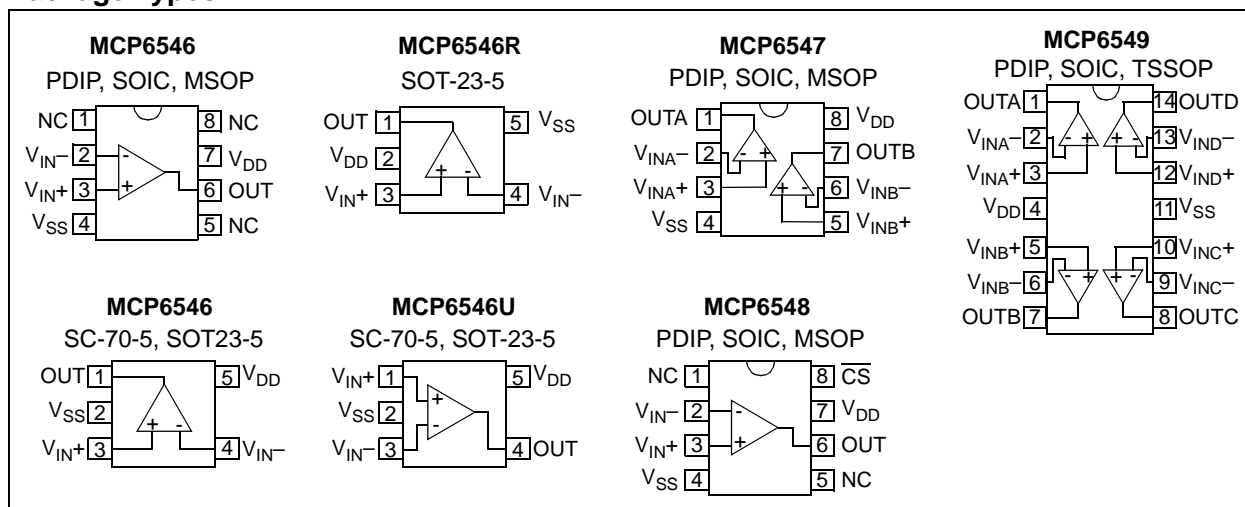 MCP6546
PDIP, SOIC, MSOP
NC 1
8 NC
VIN– 2
7 VDD
VIN+ 3
6 OUT
VSS 4
5 NC
- +
MCP6546R
SOT-23-5
OUT 1
5 VSS
VDD 2
VIN+ 3
4 VIN–
+ -
MCP6547
PDIP, SOIC, MSOP
OUTA 1
8 VDD
VINA– 2
7 OUTB
VINA+ 3
6 VINB–
VSS 4
5 VINB+
- +
+ -
MCP6549
PDIP, SOIC, TSSOP
OUTA 1
14 OUTD
VINA– 2
13 VIND–
VINA+ 3
12 VIND+
VDD 4
11 VSS
VINB+ 5
10 VINC+
VINB– 6
9 VINC–
OUTB 7
8 OUTC
- + + -
- + + -
MCP6546
SC-70-5, SOT23-5
OUT 1
5 VDD
VSS 2
VIN+ 3
4 VIN–
+ -
MCP6546U
SC-70-5, SOT-23-5
VIN+ 1
5 VDD
VSS 2
VIN– 3
4 OUT
+ -
MCP6548
PDIP, SOIC, MSOP
NC 1
8 CS
VIN– 2
7 VDD
VIN+ 3
6 OUT
VSS 4
5 NC
- +